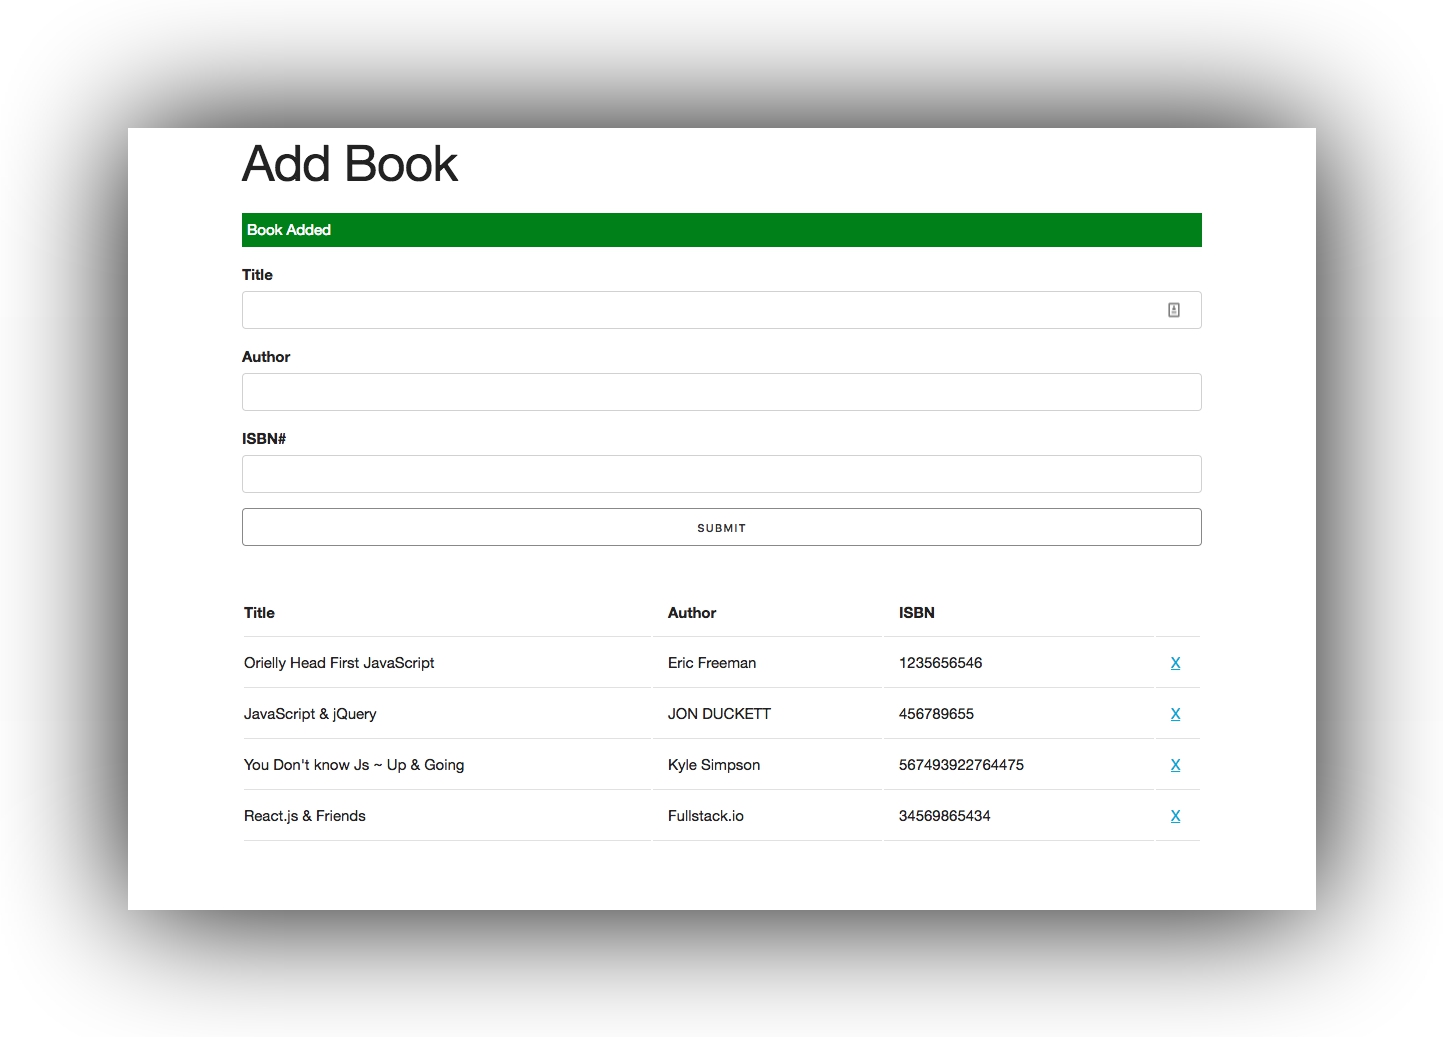 Add Book
Book Added
Title
Author
ISBN#
SUBMIT
Title Author ISBN
Orielly Head First JavaScript Eric Freeman 1235656546 X
JavaScript & jQuery JON DUCKETT 456789655 X
You Don't know Js ~ Up & Going Kyle Simpson 567493922764475 X
React.js & Friends Fullstack.io 34569865434 X